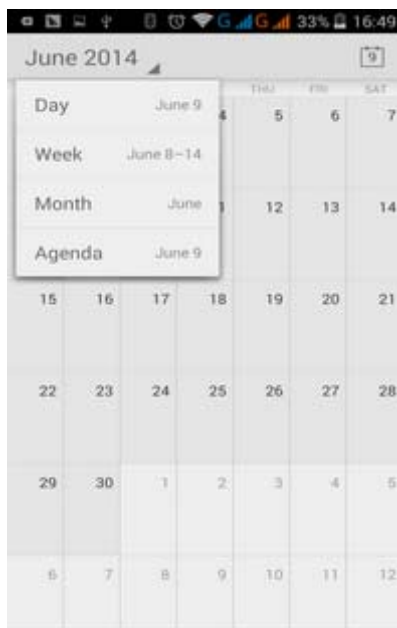 G G 33% 16:49
June 2014 9
THU FRI SAT
Day June 9
4 5 6 7
Week June 8–14
Month June
1 12 13 14
Agenda June 9
15 16 17 18 19 20 21
22 23 24 25 26 27 28
29 30 1 2 3 4 5
6 7 8 9 10 11 12